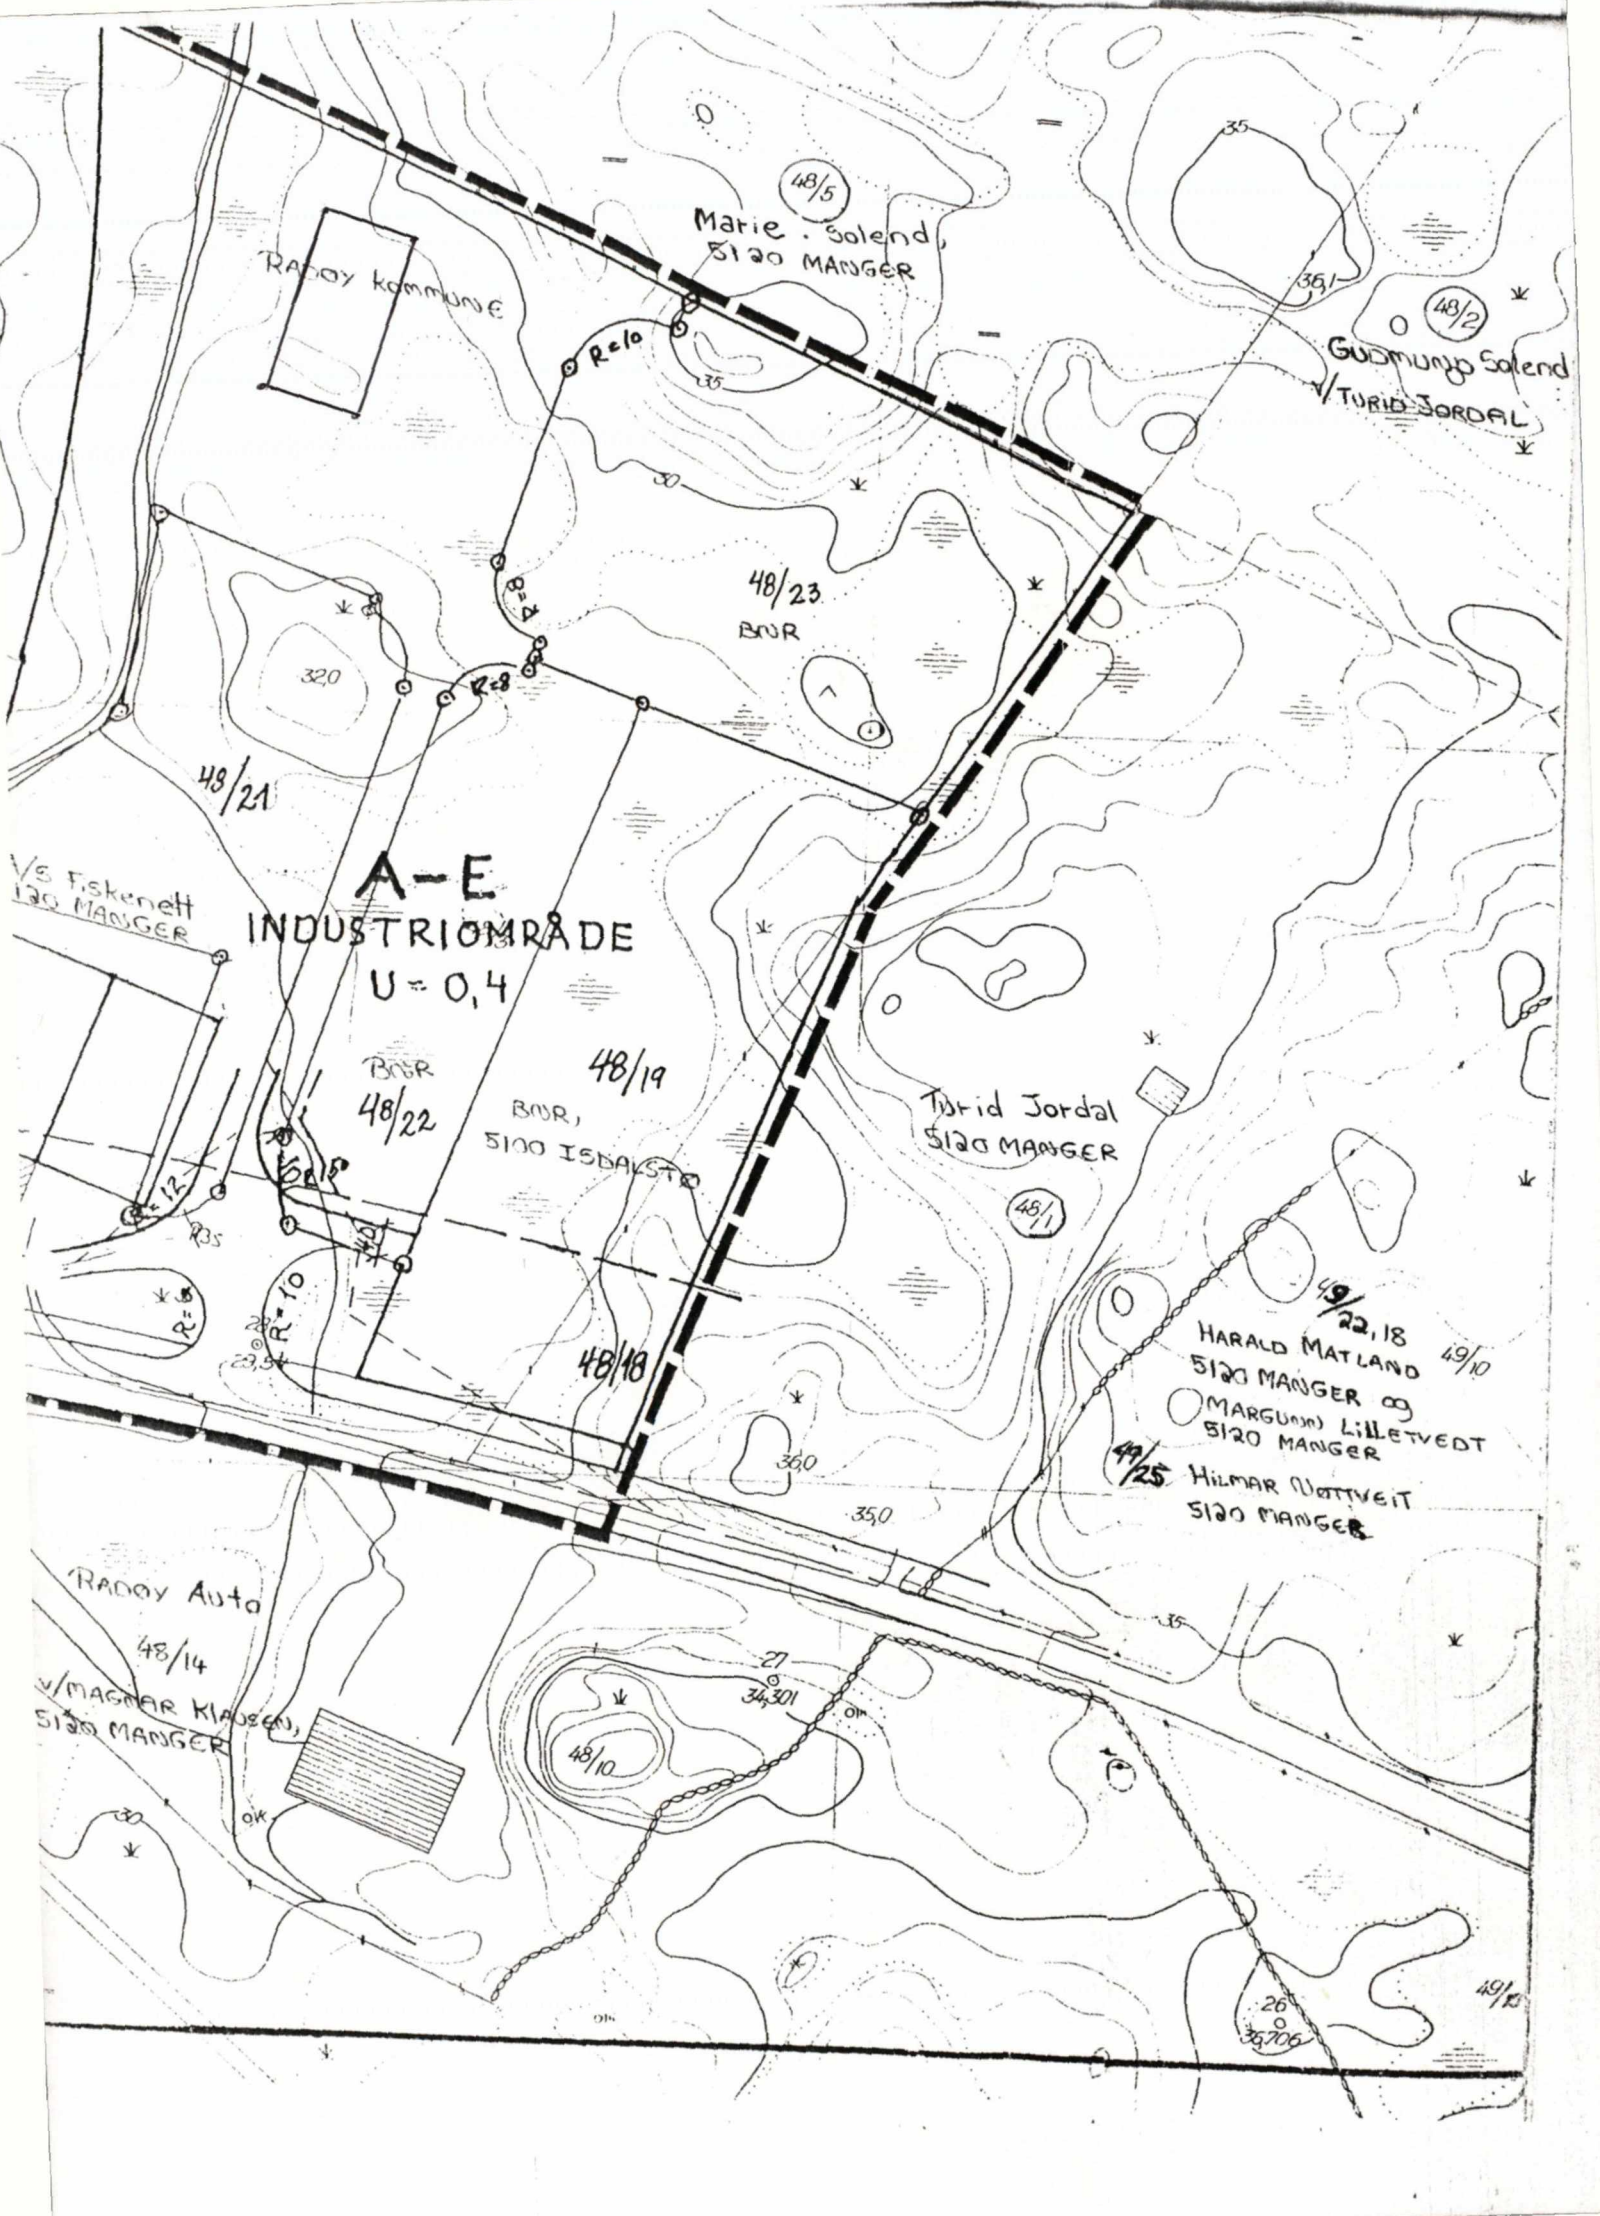 35
48/5
Marie . Solend,
5120 MANGER
36,1
48/2
GUDMUND Solend
v/TURID JORDAL
RADØY Kommune
R=10
35
30
48/23
BNR
32,0
R=8
48/21
A-E
INDUSTRIOMRÅDE
U = 0,4
Fiskenett
120 MANGER
BNR
48/22
48/19
BNR,
5100 ISDALSTØ
Turid Jordal
5120 MANGER
48/1
R35
R=10
48/18
49/22,18
HARALD MATLAND
5120 MANGER og
MARGUNN LILLETVEDT
5120 MANGER
49/10
49/25 HILMAR NØTTVEIT
5120 MANGER
36,0
35,0
35
RADØY Auto
48/14
v/MAGNAR KLAUSEN,
5120 MANGER
27
34,301
48/10
30
26
36,706